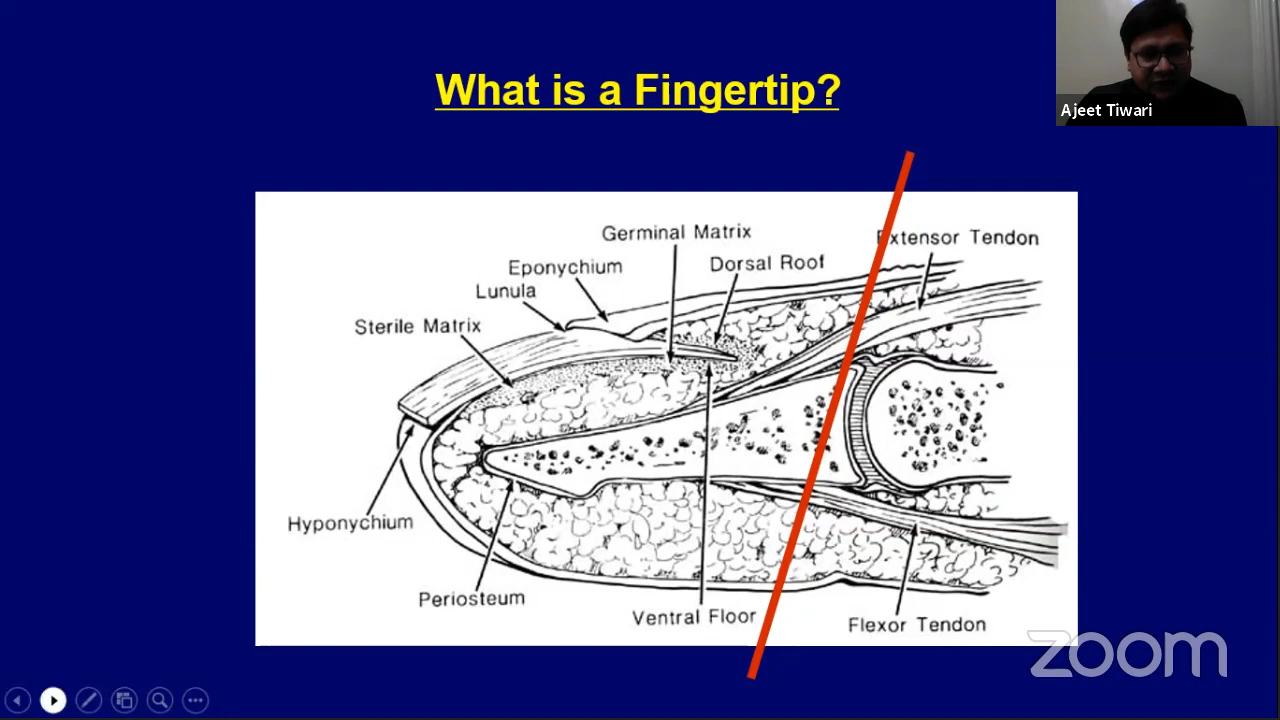 What is a Fingertip?
Ajeet Tiwari
Germinal Matrix
Extensor Tendon
Eponychium
Dorsal Roof
Lunula
Sterile Matrix
Hyponychium
Periosteum
Ventral Floor
Flexor Tendon
zoom